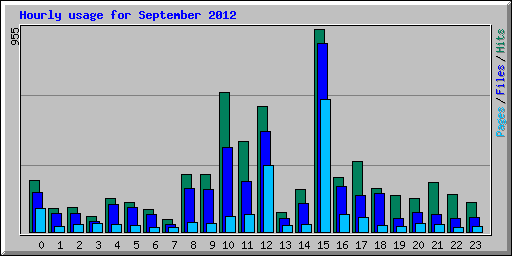 Hourly usage for September 2012
955
Pages / Files / Hits
0 1 2 3 4 5 6 7 8 9 10 11 12 13 14 15 16 17 18 19 20 21 22 23